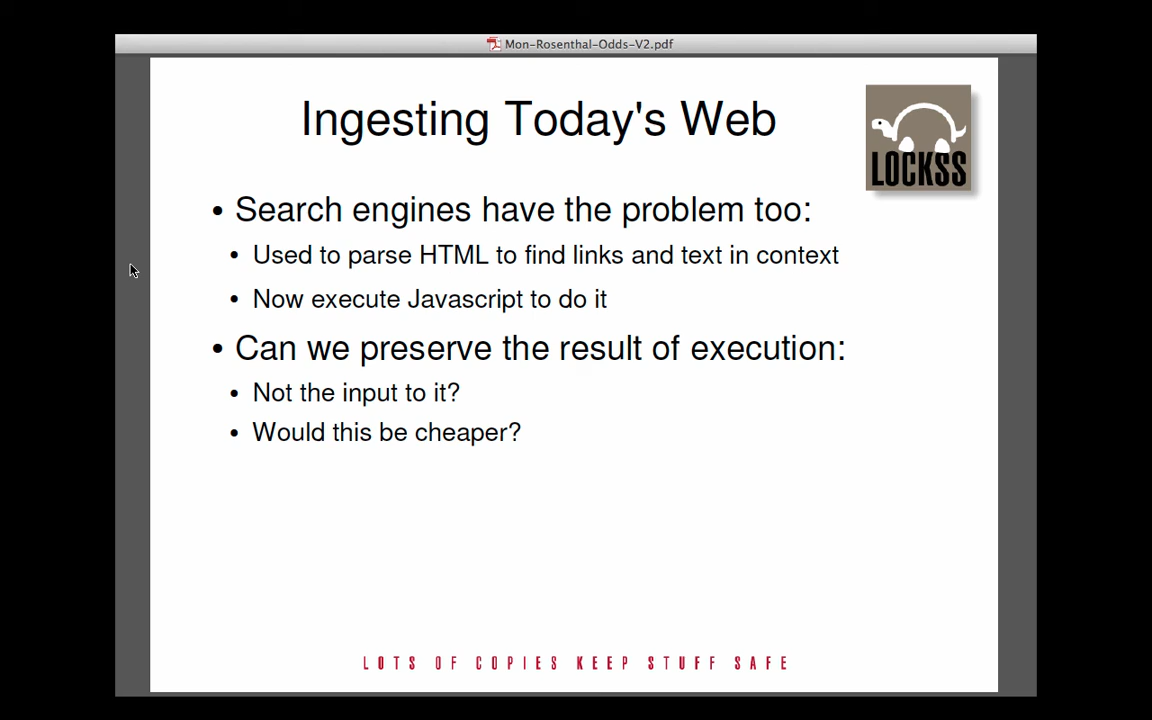 Mon-Rosenthal-Odds-V2.pdf
Ingesting Today's Web
LOCKSS
• Search engines have the problem too:
• Used to parse HTML to find links and text in context
• Now execute Javascript to do it
• Can we preserve the result of execution:
• Not the input to it?
• Would this be cheaper?
LOTS OF COPIES KEEP STUFF SAFE